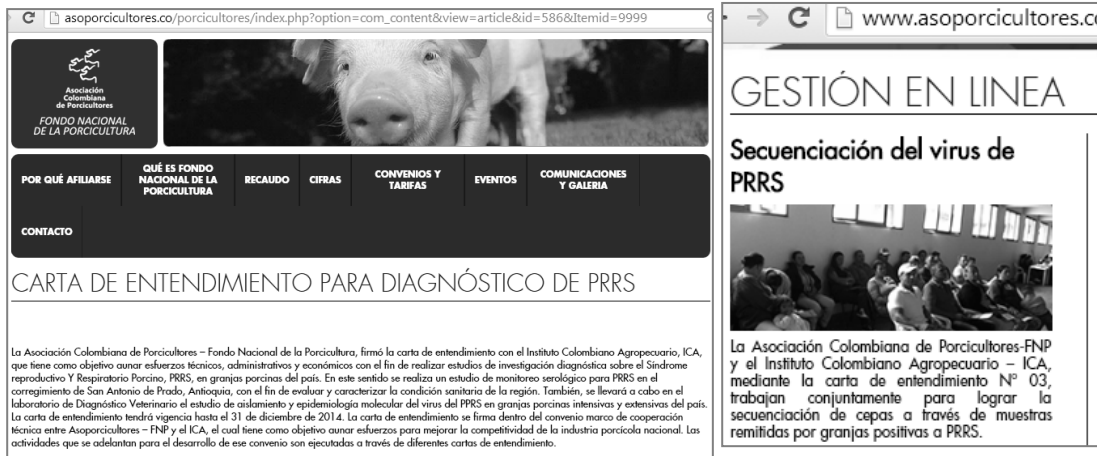 asoporcicultores.co/porcicultores/index.php?option=com_content&view=article&id=586&Itemid=9999
Asociación
Colombiana
de Porcicultores
FONDO NACIONAL
DE LA PORCICULTURA
POR QUÉ AFILIARSE
QUÉ ES FONDO
NACIONAL DE LA
PORCICULTURA
RECAUDO
CIFRAS
CONVENIOS Y
TARIFAS
EVENTOS
COMUNICACIONES
Y GALERIA
CONTACTO
CARTA DE ENTENDIMIENTO PARA DIAGNÓSTICO DE PRRS
La Asociación Colombiana de Porcicultores – Fondo Nacional de la Porcicultura, firmó la carta de entendimiento con el Instituto Colombiano Agropecuario, ICA,
que tiene como objetivo aunar esfuerzos técnicos, administrativos y económicos con el fin de realizar estudios de investigación diagnóstica sobre el Síndrome
reproductivo Y Respiratorio Porcino, PRRS, en granjas porcinas del país. En este sentido se realiza un estudio de monitoreo serológico para PRRS en el
corregimiento de San Antonio de Prado, Antioquia, con el fin de evaluar y caracterizar la condición sanitaria de la región. También, se llevará a cabo en el
laboratorio de Diagnóstico Veterinario el estudio de aislamiento y epidemiología molecular del virus del PPRS en granjas porcinas intensivas y extensivas del país.
La carta de entendimiento tendrá vigencia hasta el 31 de diciembre de 2014. La carta de entendimiento se firma dentro del convenio marco de cooperación
técnica entre Asoporcicultores – FNP y el ICA, el cual tiene como objetivo aunar esfuerzos para mejorar la competitividad de la industria porcícola nacional. Las
actividades que se adelantan para el desarrollo de ese convenio son ejecutadas a través de diferentes cartas de entendimiento.
www.asoporcicultores.co
GESTIÓN EN LINEA
Secuenciación del virus de
PRRS
La Asociación Colombiana de Porcicultores-FNP
y el Instituto Colombiano Agropecuario – ICA,
mediante la carta de entendimiento N° 03,
trabajan conjuntamente para lograr la
secuenciación de cepas a través de muestras
remitidas por granjas positivas a PRRS.